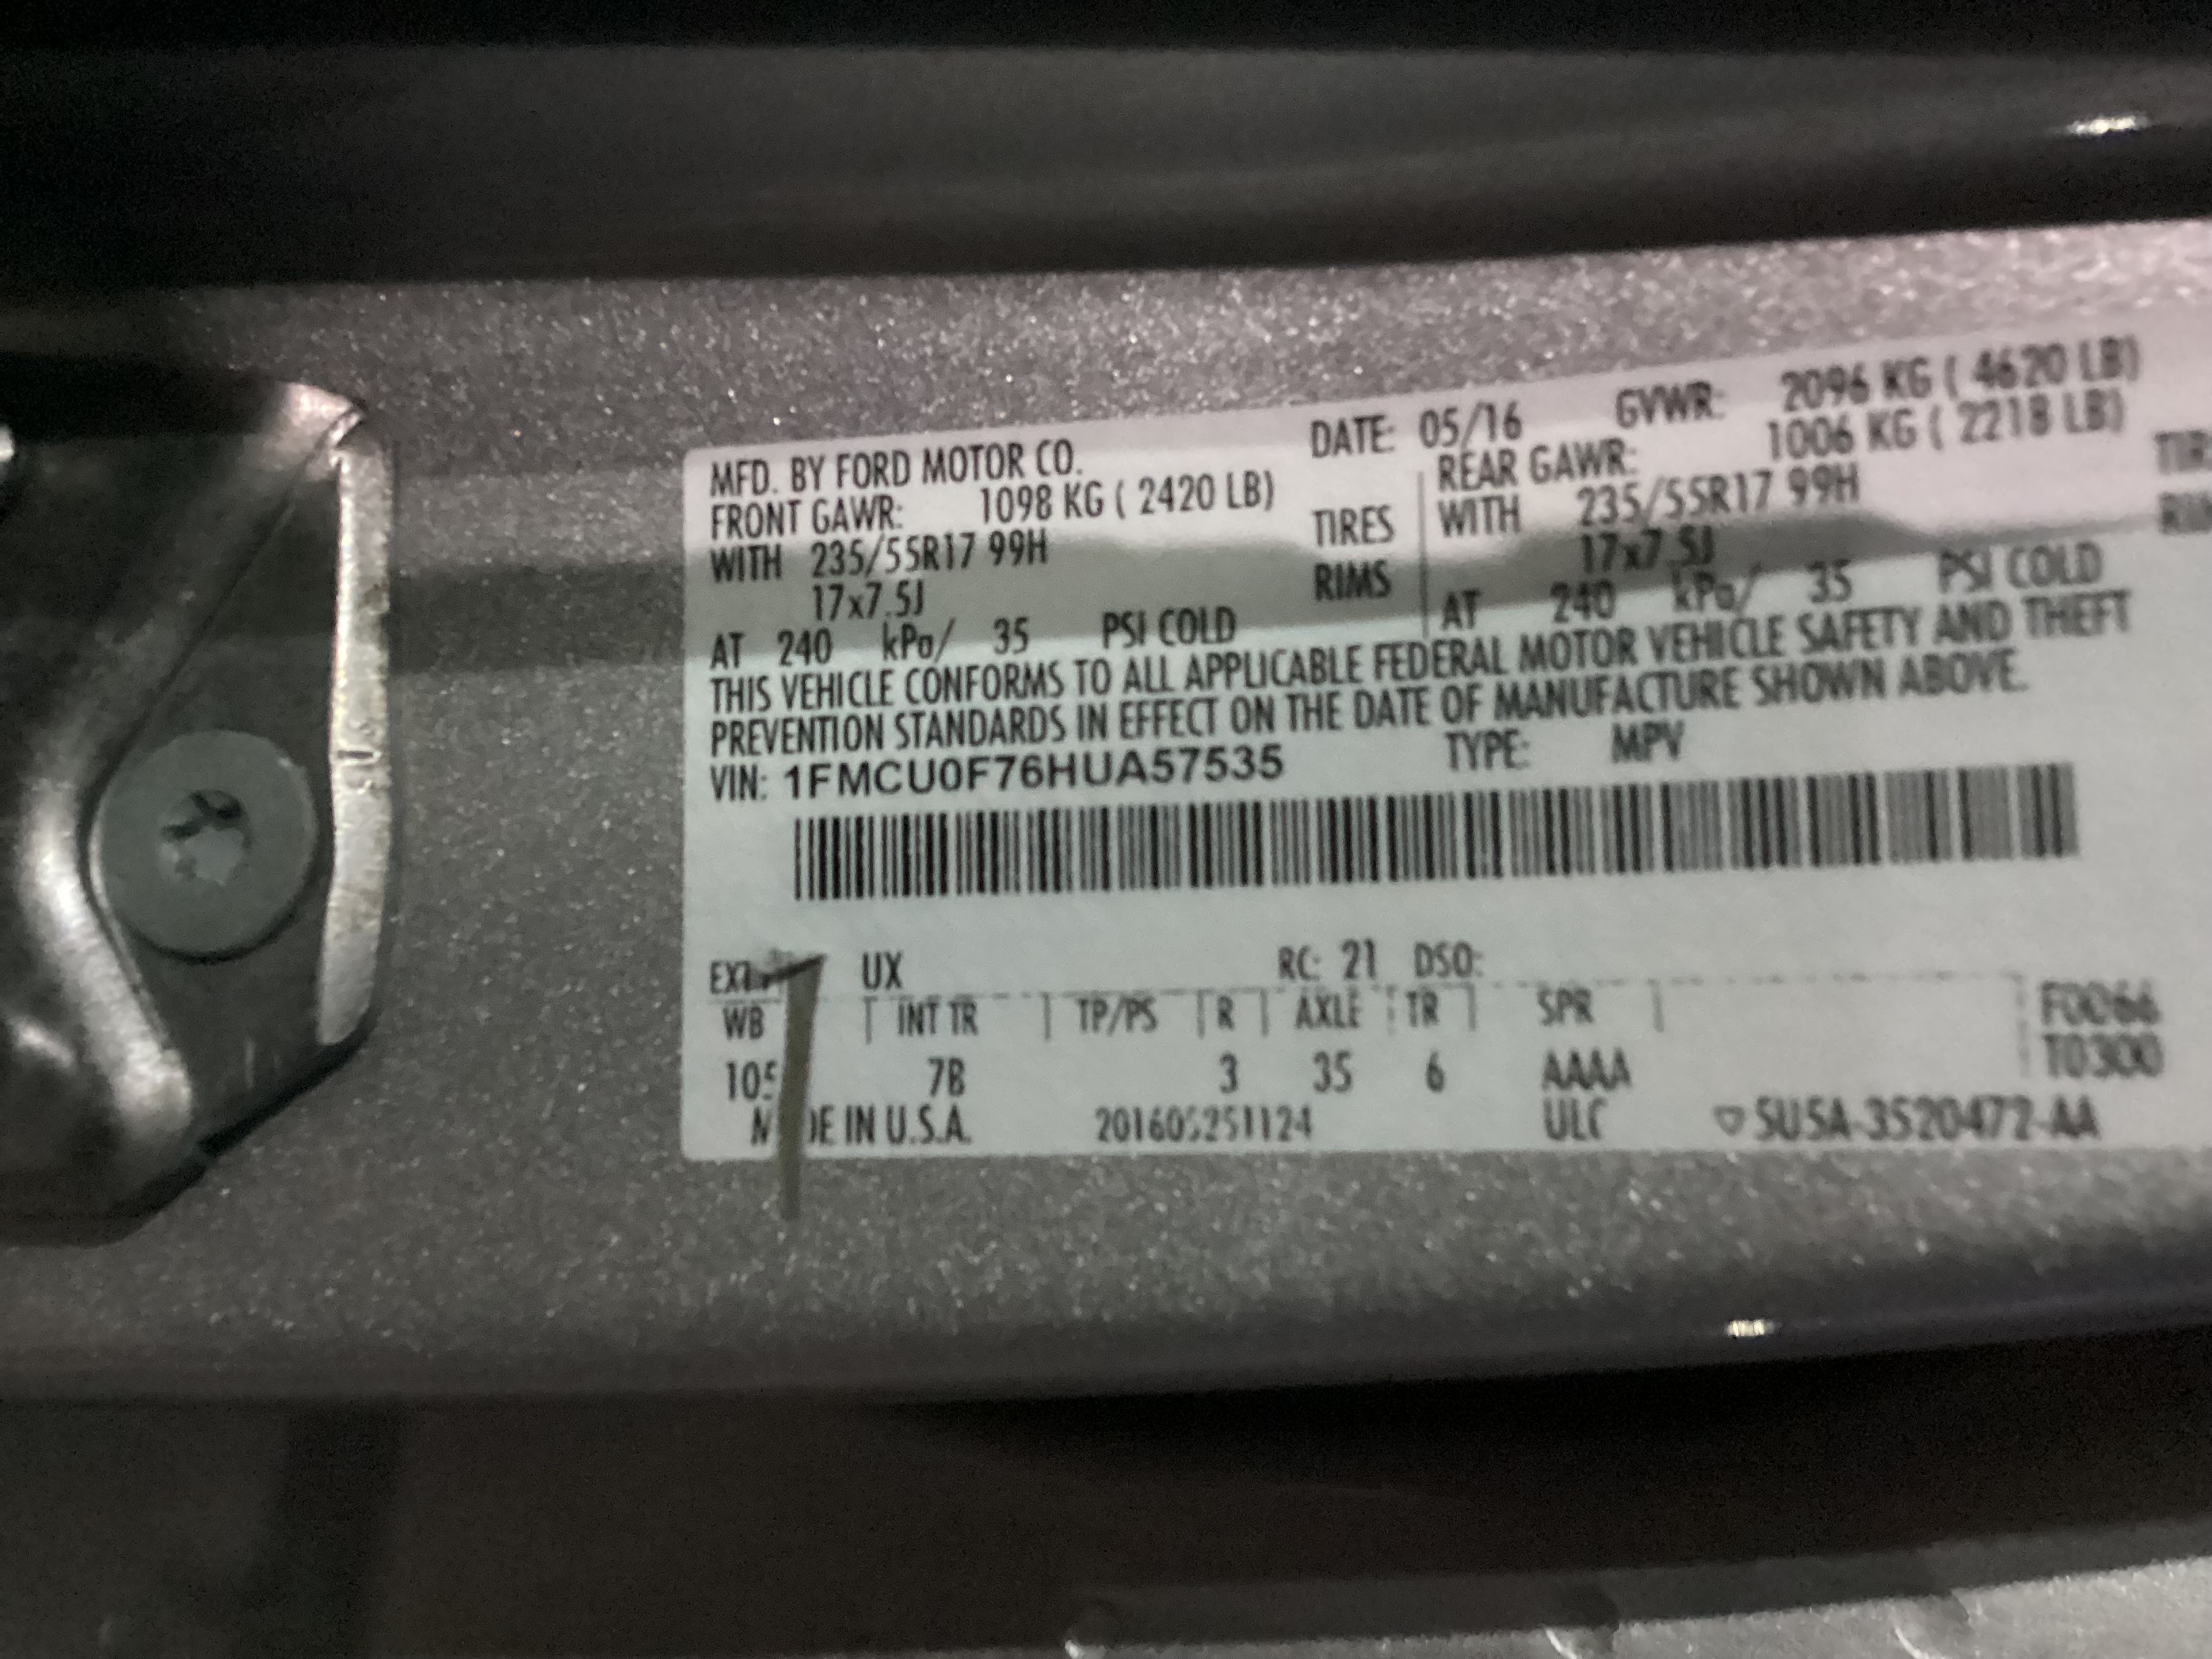 MFD. BY FORD MOTOR CO. DATE: 05/16 GVWR: 2096 KG ( 4620 LB)
FRONT GAWR: 1098 KG ( 2420 LB) REAR GAWR: 1006 KG ( 2218 LB)
WITH 235/55R17 99H TIRES WITH 235/55R17 99H
17x7.5J RIMS 17x7.5J
AT 240 kPa/ 35 PSI COLD AT 240 kPa/ 35 PSI COLD
THIS VEHICLE CONFORMS TO ALL APPLICABLE FEDERAL MOTOR VEHICLE SAFETY AND THEFT
PREVENTION STANDARDS IN EFFECT ON THE DATE OF MANUFACTURE SHOWN ABOVE.
VIN: 1FMCU0F76HUA57535 TYPE: MPV
UX RC: 21 DSO:
WB INT TR TP/PS R AXLE TR SPR F0066
105 7B 3 35 6 AAAA T0300
MADE IN U.S.A. 201605251124 ULC 5U5A-3520472-AA